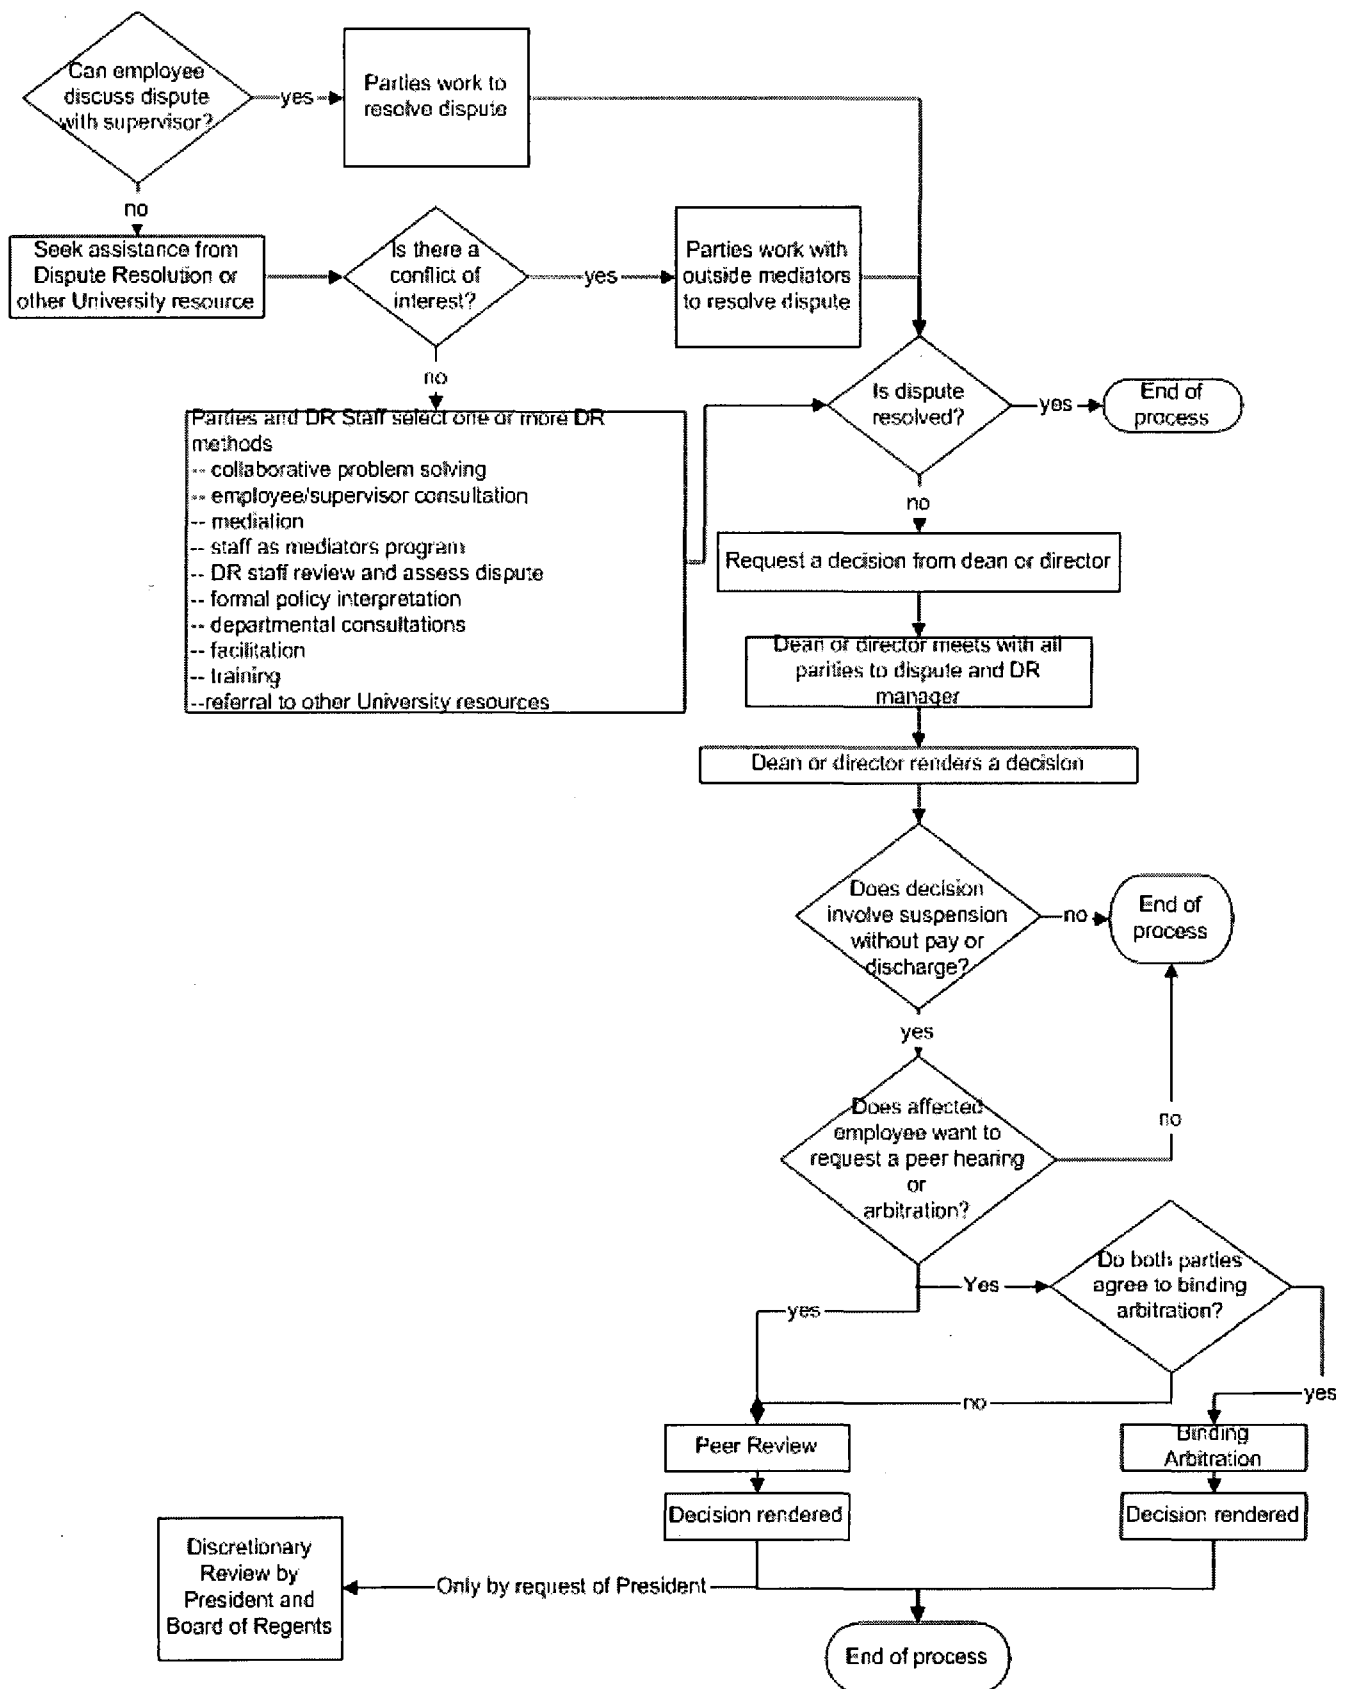 Can employee
discuss dispute
with supervisor?
yes
Parties work to
resolve dispute
no
Seek assistance from
Dispute Resolution or
other University resource
Is there a
conflict of
interest?
yes
Parties work with
outside mediators
to resolve dispute
no
Parties and DR Staff select one or more DR
methods
-- collaborative problem solving
-- employee/supervisor consultation
-- mediation
-- staff as mediators program
-- DR staff review and assess dispute
-- formal policy interpretation
-- departmental consultations
-- facilitation
-- training
--referral to other University resources
Is dispute
resolved?
yes
End of
process
no
Request a decision from dean or director
Dean or director meets with all
parities to dispute and DR
manager
Dean or director renders a decision
Does decision
involve suspension
without pay or
discharge?
no
End of
process
yes
Does affected
employee want to
request a peer hearing
or
arbitration?
no
Do both parties
agree to binding
arbitration?
Yes
yes
no
yes
Peer Review
Binding
Arbitration
Decision rendered
Decision rendered
Discretionary
Review by
President and
Board of Regents
Only by request of President
End of process